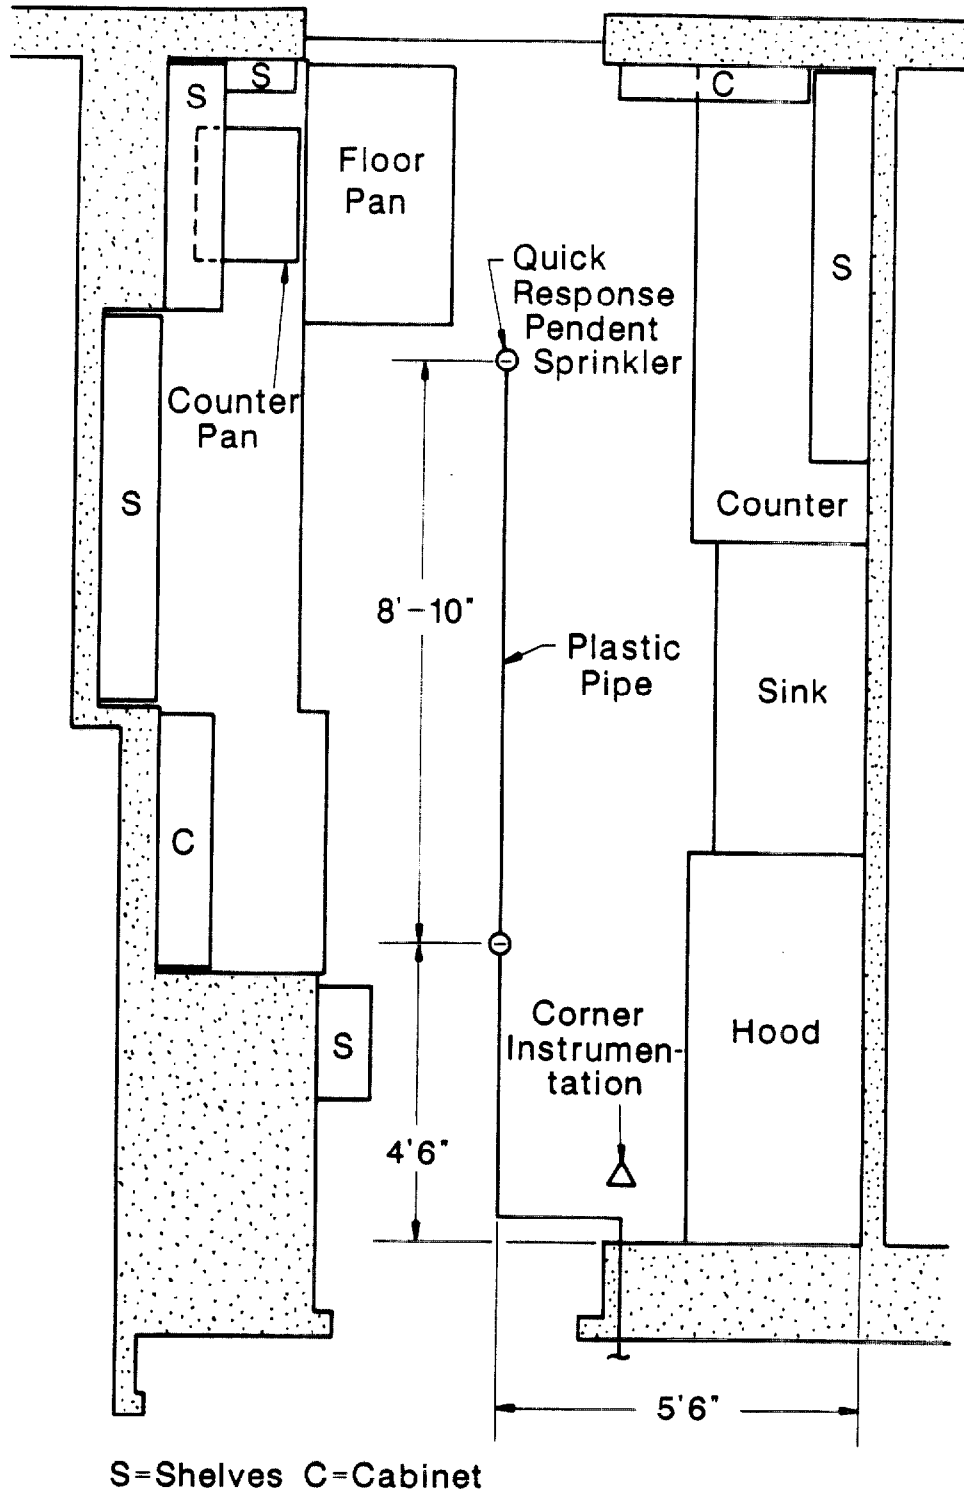 S
S
C
Floor
Pan
S
Quick
Response
Pendent
Sprinkler
Counter
Pan
S
Counter
8'-10"
Plastic
Pipe
Sink
C
Corner
Instrumen-
tation
Hood
S
4'6"
5'6"
S=Shelves C=Cabinet